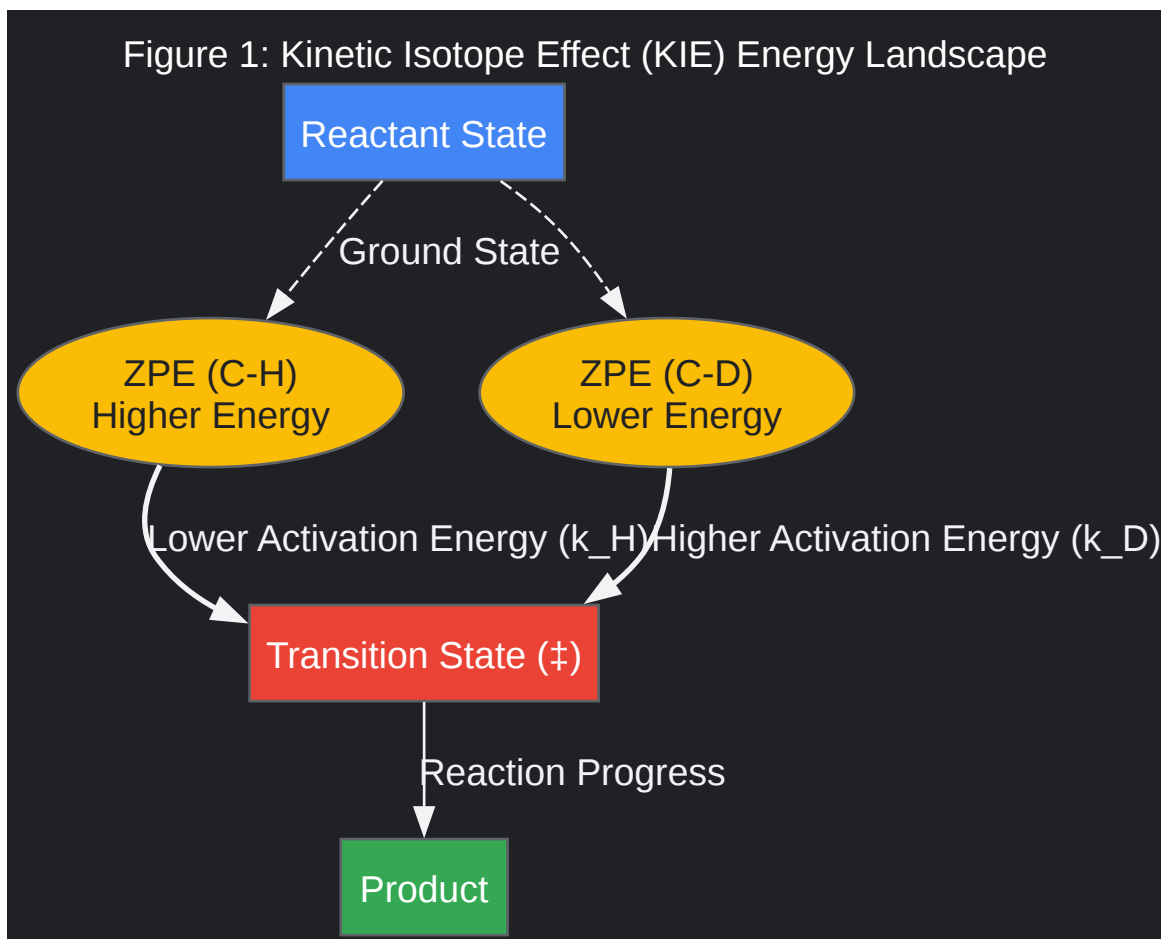 Figure 1: Kinetic Isotope Effect (KIE) Energy Landscape
Reactant State
Ground State
ZPE (C-H)
Higher Energy
ZPE (C-D)
Lower Energy
Lower Activation Energy (k_H)
Higher Activation Energy (k_D)
Transition State (‡)
Reaction Progress
Product